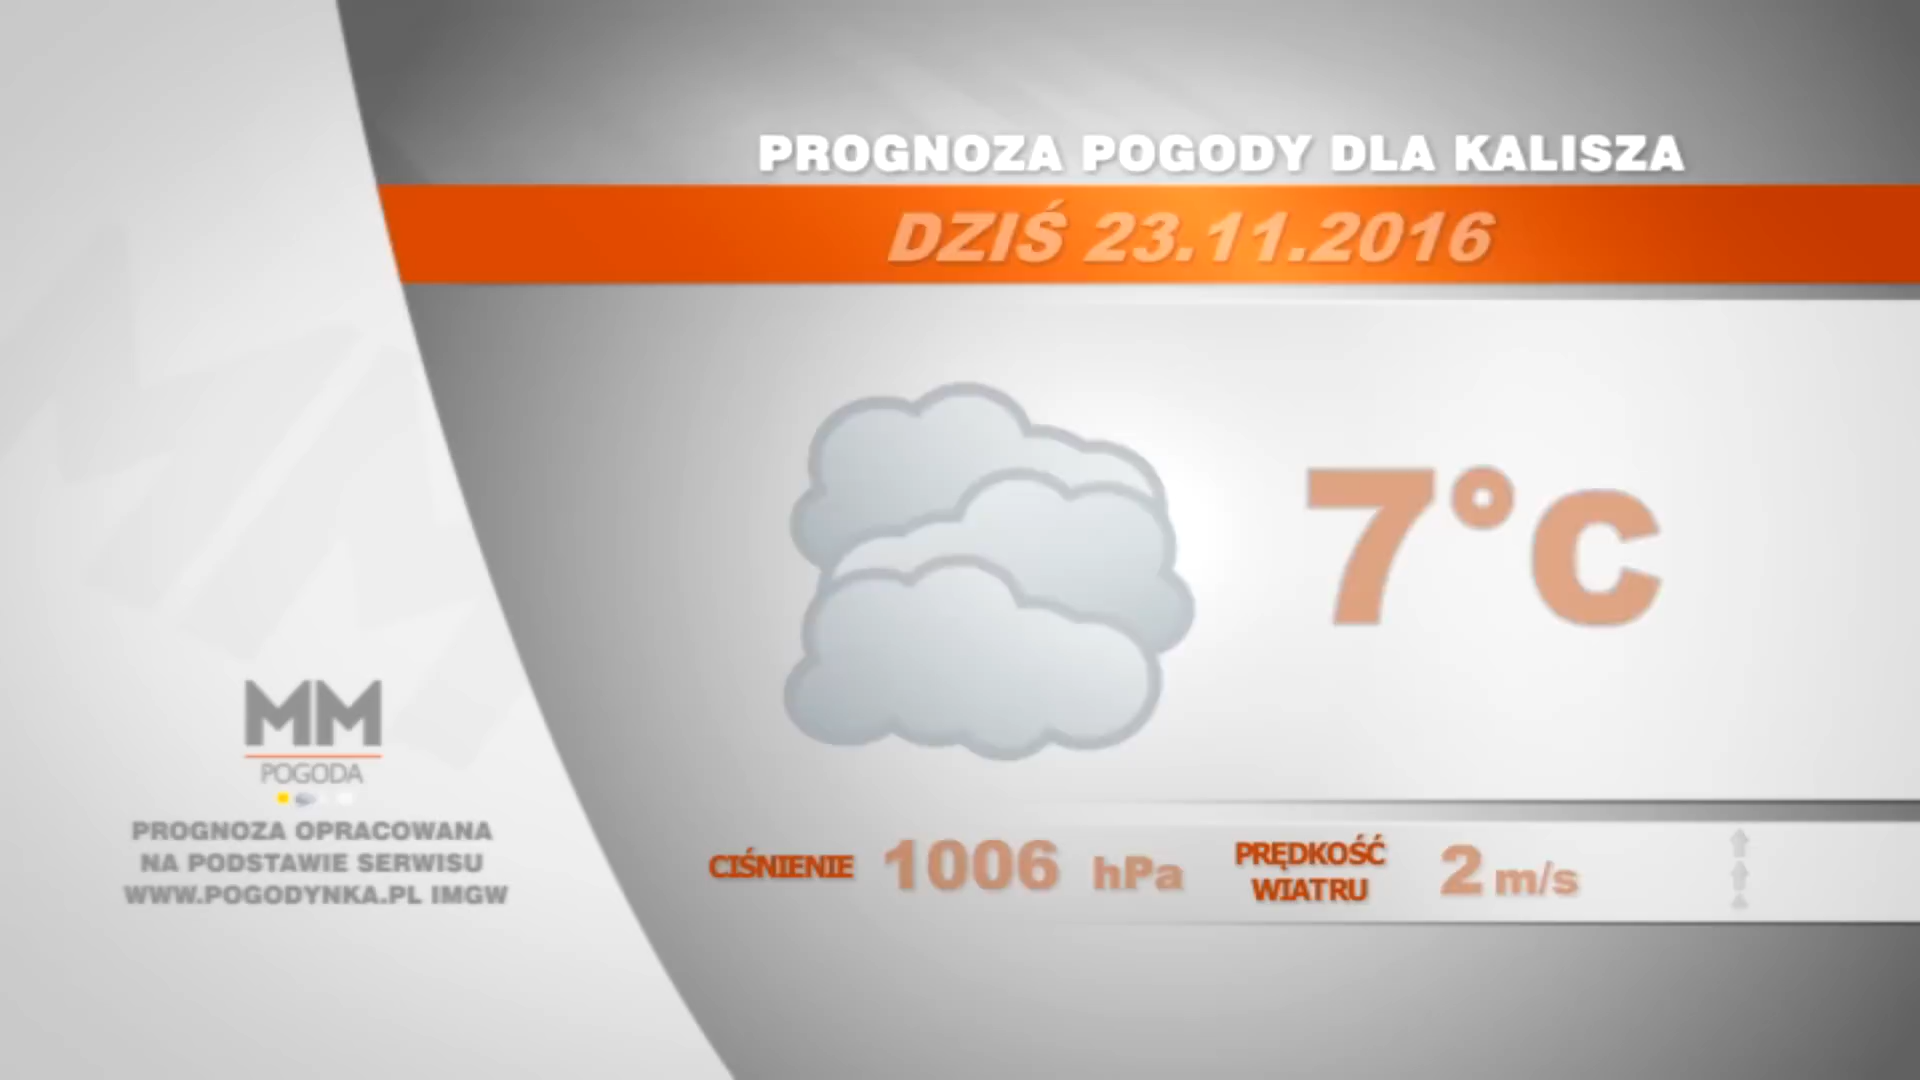 PROGNOZA POGODY DLA KALISZA
DZIŚ 23.11.2016
7°C
CIŚNIENIE 1006 hPa
PRĘDKOŚĆ
WIATRU
2 m/s
MM
POGODA
PROGNOZA OPRACOWANA
NA PODSTAWIE SERWISU
WWW.POGODYNKA.PL IMGW